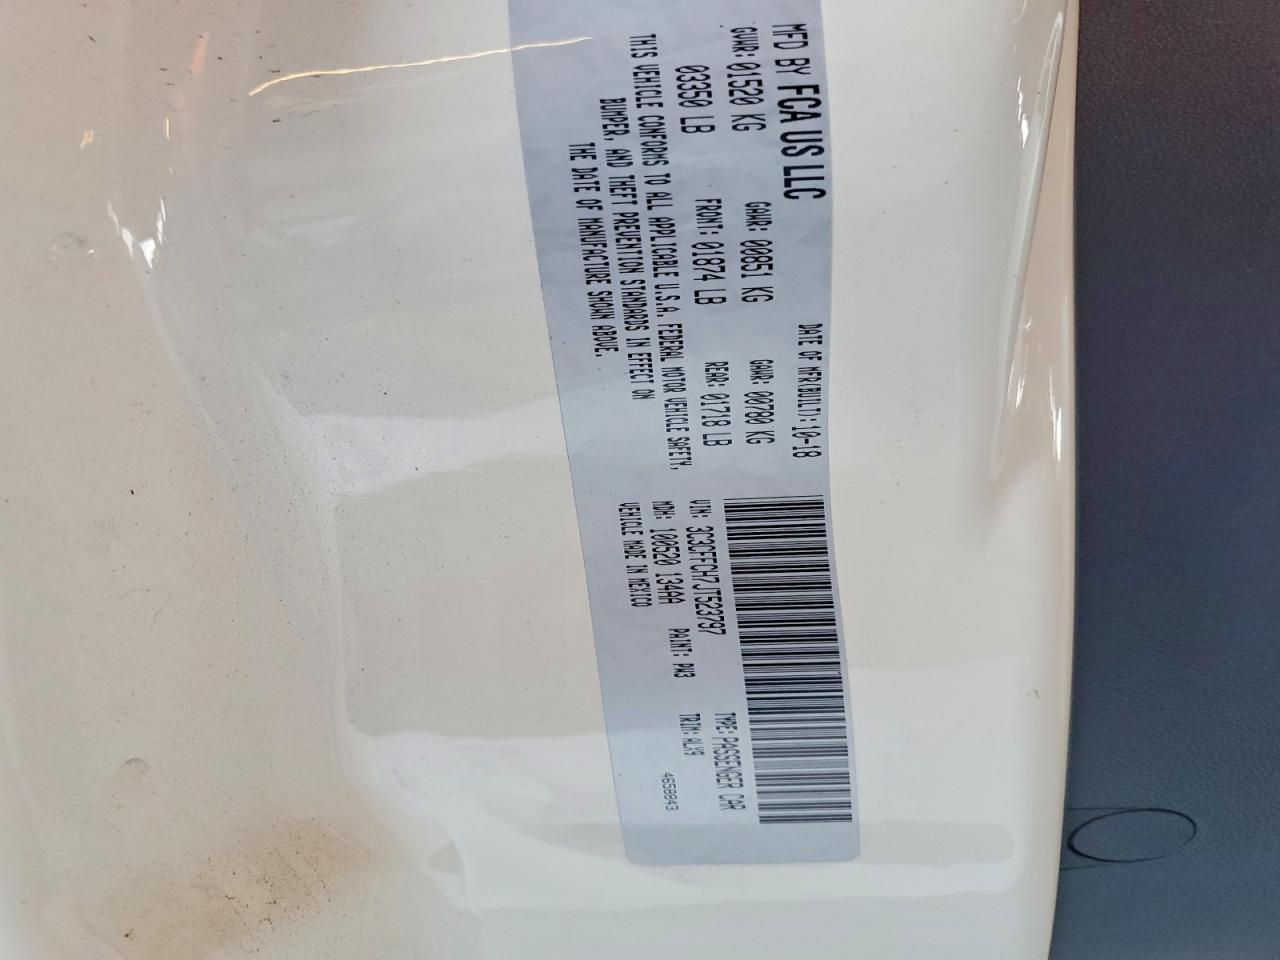 MFD BY FCA US LLC
DATE OF MFR(BUILT): 10-18
GVWR: 01520 KG
GAWR: 00851 KG
GAWR: 00780 KG
03350 LB
FRONT: 01874 LB
REAR: 01718 LB
THIS VEHICLE CONFORMS TO ALL APPLICABLE U.S.A. FEDERAL MOTOR VEHICLE SAFETY,
BUMPER, AND THEFT PREVENTION STANDARDS IN EFFECT ON
THE DATE OF MANUFACTURE SHOWN ABOVE.
VIN: 3C3CFFCH7JT523797
TYPE: PASSENGER CAR
MDH: 100520 134AA
PAINT: PW3
TRIM: ALX9
VEHICLE MADE IN MEXICO
4658843